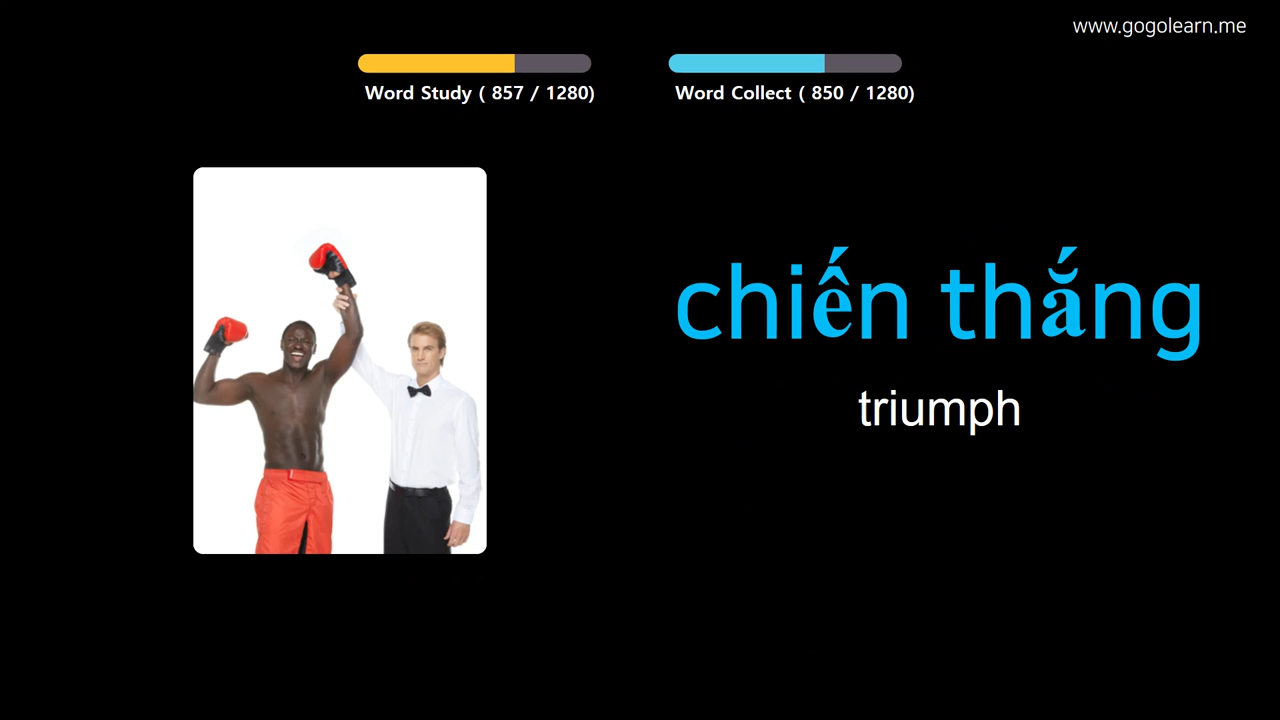 www.gogolearn.me
Word Study ( 857 / 1280)
Word Collect ( 850 / 1280)
chiến thắng
triumph